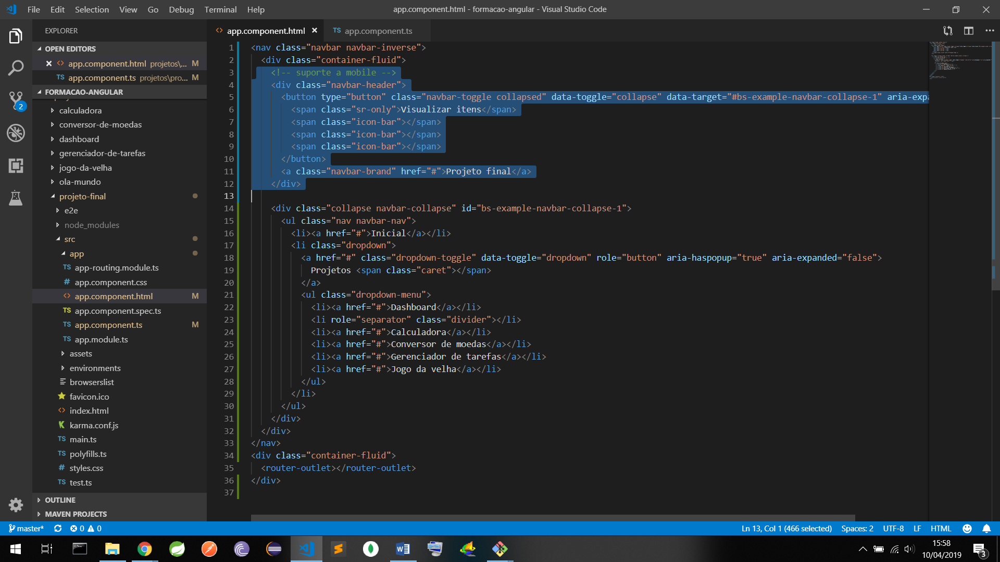 File Edit Selection View Go Debug Terminal Help
app.component.html - formacao-angular - Visual Studio Code
EXPLORER
OPEN EDITORS
app.component.html projetos\... M
TS app.component.ts projetos\pro... M
FORMACAO-ANGULAR
calculadora
conversor-de-moedas
dashboard
gerenciador-de-tarefas
jogo-da-velha
ola-mundo
projeto-final
e2e
node_modules
src
app
TS app-routing.module.ts
# app.component.css
<> app.component.html M
TS app.component.spec.ts
TS app.component.ts M
TS app.module.ts
assets
environments
browserslist
favicon.ico
<> index.html
karma.conf.js
TS main.ts
TS polyfills.ts
# styles.css
TS test.ts
OUTLINE
MAVEN PROJECTS
2
<> app.component.html
TS app.component.ts
1 <nav class="navbar navbar-inverse">
2 <div class="container-fluid">
3 <!-- suporte a mobile -->
4 <div class="navbar-header">
5 <button type="button" class="navbar-toggle collapsed" data-toggle="collapse" data-target="#bs-example-navbar-collapse-1" aria-expa
6 <span class="sr-only">Visualizar itens</span>
7 <span class="icon-bar"></span>
8 <span class="icon-bar"></span>
9 <span class="icon-bar"></span>
10 </button>
11 <a class="navbar-brand" href="#">Projeto final</a>
12 </div>
13
14 <div class="collapse navbar-collapse" id="bs-example-navbar-collapse-1">
15 <ul class="nav navbar-nav">
16 <li><a href="#">Inicial</a></li>
17 <li class="dropdown">
18 <a href="#" class="dropdown-toggle" data-toggle="dropdown" role="button" aria-haspopup="true" aria-expanded="false">
19 Projetos <span class="caret"></span>
20 </a>
21 <ul class="dropdown-menu">
22 <li><a href="#">Dashboard</a></li>
23 <li role="separator" class="divider"></li>
24 <li><a href="#">Calculadora</a></li>
25 <li><a href="#">Conversor de moedas</a></li>
26 <li><a href="#">Gerenciador de tarefas</a></li>
27 <li><a href="#">Jogo da velha</a></li>
28 </ul>
29 </li>
30 </ul>
31 </div>
32 </div>
33 </nav>
34 <div class="container-fluid">
35 <router-outlet></router-outlet>
36 </div>
37
master* 0 0
Ln 13, Col 1 (466 selected) Spaces: 2 UTF-8 LF HTML
15:58
10/04/2019
3